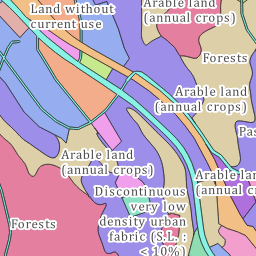 Arable land
(annual crops)
Land without
current use
Forests
Arable land
(annual crops)
Pas
Arable land
(annual crops)
Arable land
(annual c
Discontinuous
very low
density urban
fabric (S.L. :
< 10%)
Forests